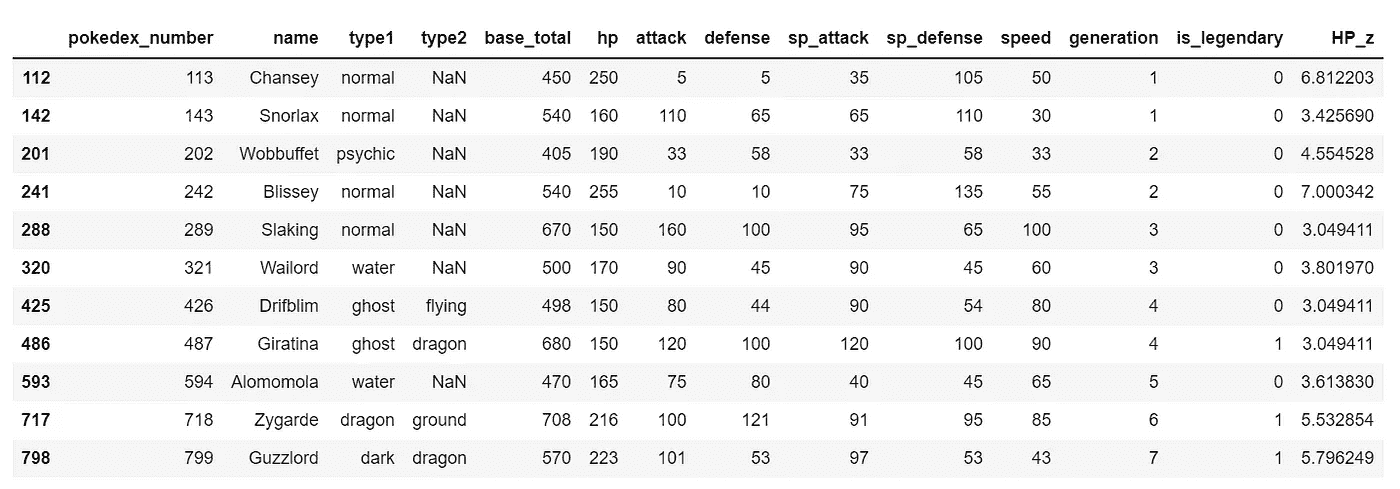 pokedex_number name type1 type2 base_total hp attack defense sp_attack sp_defense speed generation is_legendary HP_z
112 113 Chansey normal NaN 450 250 5 5 35 105 50 1 0 6.812203
142 143 Snorlax normal NaN 540 160 110 65 65 110 30 1 0 3.425690
201 202 Wobbuffet psychic NaN 405 190 33 58 33 58 33 2 0 4.554528
241 242 Blissey normal NaN 540 255 10 10 75 135 55 2 0 7.000342
288 289 Slaking normal NaN 670 150 160 100 95 65 100 3 0 3.049411
320 321 Wailord water NaN 500 170 90 45 90 45 60 3 0 3.801970
425 426 Drifblim ghost flying 498 150 80 44 90 54 80 4 0 3.049411
486 487 Giratina ghost dragon 680 150 120 100 120 100 90 4 1 3.049411
593 594 Alomomola water NaN 470 165 75 80 40 45 65 5 0 3.613830
717 718 Zygarde dragon ground 708 216 100 121 91 95 85 6 1 5.532854
798 799 Guzzlord dark dragon 570 223 101 53 97 53 43 7 1 5.796249